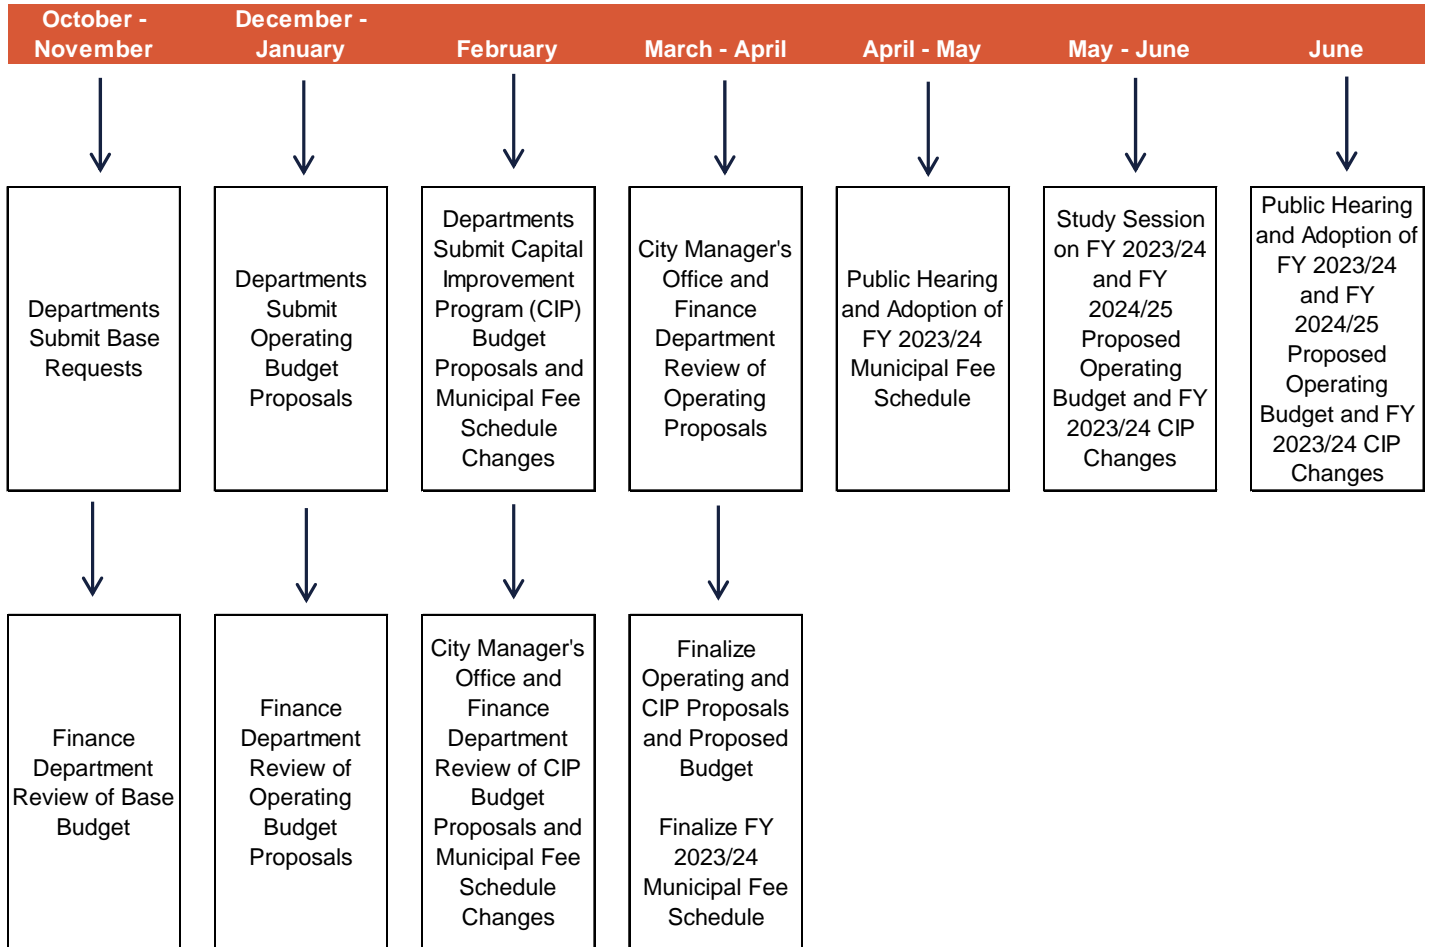 October -
November
December -
January
February
March - April
April - May
May - June
June
Departments
Submit Base
Requests
Departments
Submit
Operating
Budget
Proposals
Departments
Submit Capital
Improvement
Program (CIP)
Budget
Proposals and
Municipal Fee
Schedule
Changes
City Manager's
Office and
Finance
Department
Review of
Operating
Proposals
Public Hearing
and Adoption of
FY 2023/24
Municipal Fee
Schedule
Study Session
on FY 2023/24
and FY
2024/25
Proposed
Operating
Budget and FY
2023/24 CIP
Changes
Public Hearing
and Adoption of
FY 2023/24
and FY
2024/25
Proposed
Operating
Budget and FY
2023/24 CIP
Changes
Finance
Department
Review of Base
Budget
Finance
Department
Review of
Operating
Budget
Proposals
City Manager's
Office and
Finance
Department
Review of CIP
Budget
Proposals and
Municipal Fee
Schedule
Changes
Finalize
Operating and
CIP Proposals
and Proposed
Budget
Finalize FY
2023/24
Municipal Fee
Schedule